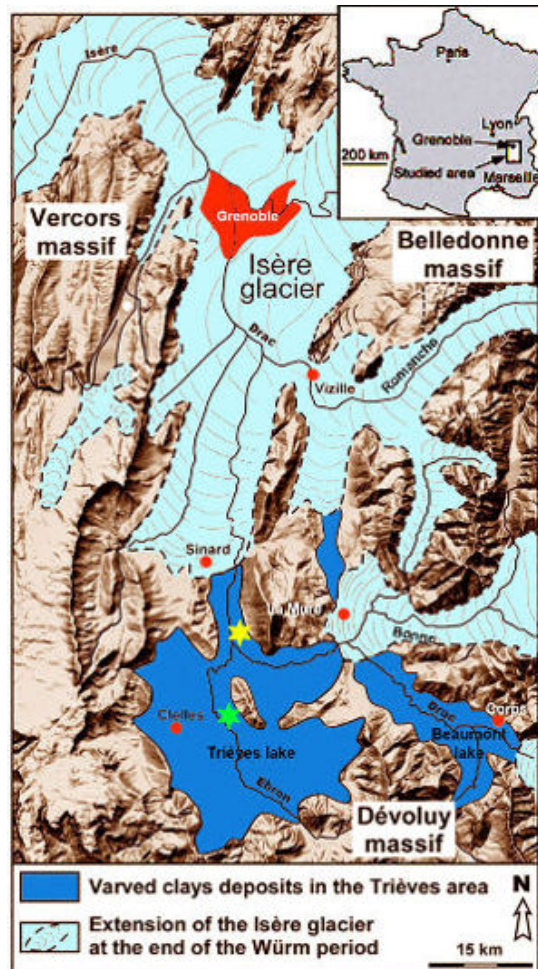 Paris
Lyon
Grenoble
200 km
Studied area
Marseille
Isère
Vercors
massif
Grenoble
Belledonne
massif
Isère
glacier
Drac
Romanche
Vizille
Sinard
La Mure
Bonne
Clelles
Drac
Corps
Trièves lake
Beaumont
lake
Ebron
Dévoluy
massif
Varved clays deposits in the Trièves area
N
Extension of the Isère glacier
at the end of the Würm period
15 km